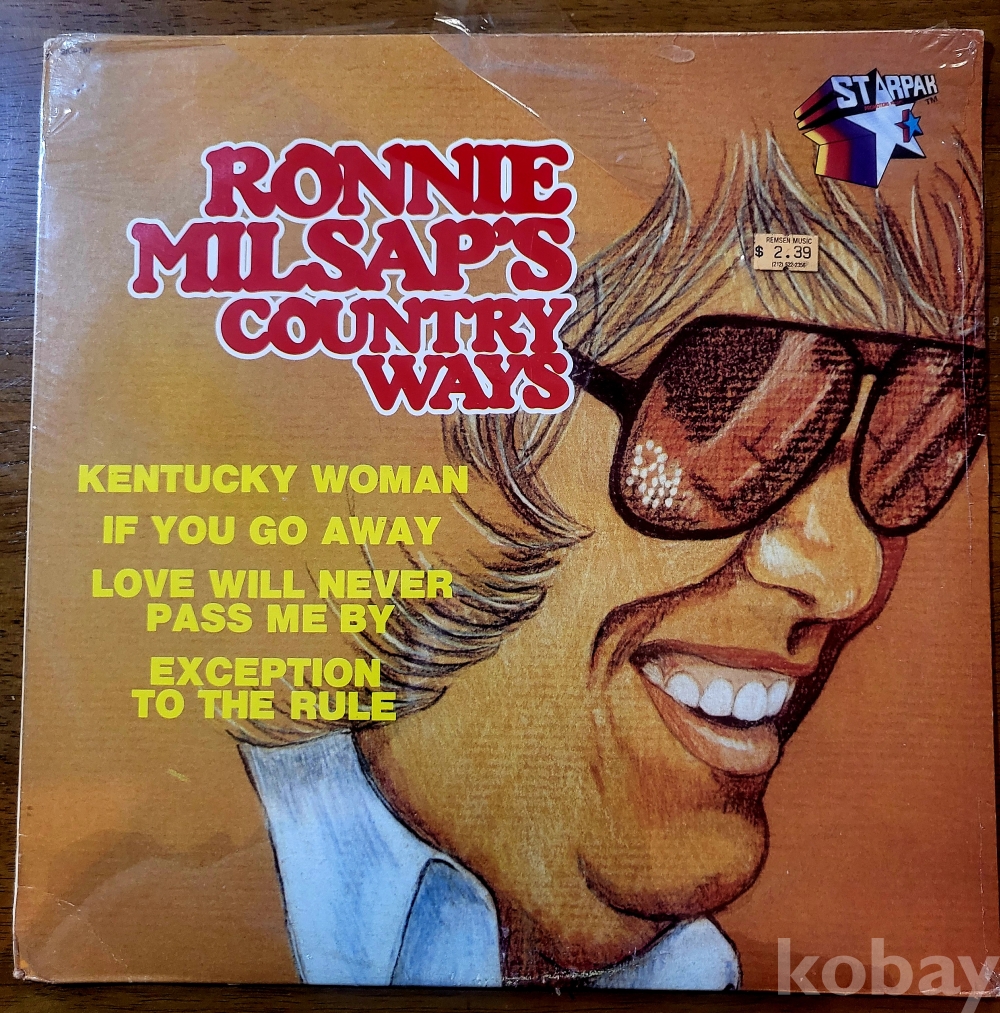 STARPAK
TM
RONNIE
MILSAP'S
COUNTRY
WAYS
REMSEN MUSIC
$ 2.39
KENTUCKY WOMAN
IF YOU GO AWAY
LOVE WILL NEVER
PASS ME BY
EXCEPTION
TO THE RULE
kobay